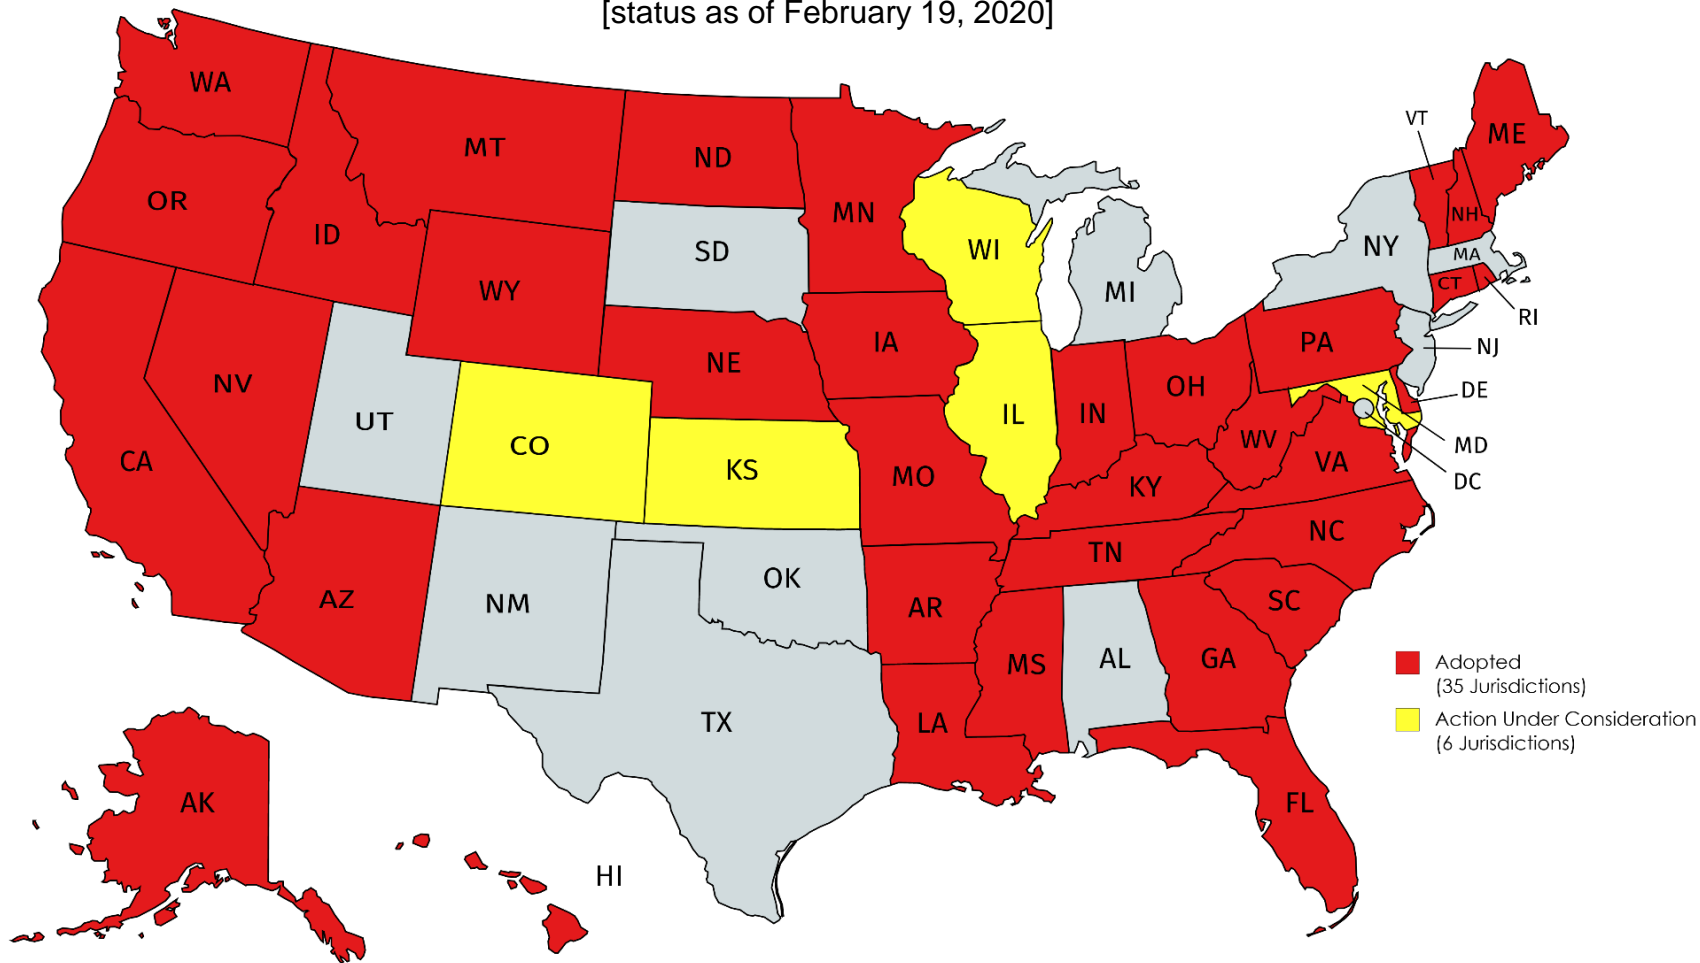 [status as of February 19, 2020]
WA
MT
ND
OR
ID
MN
SD
WY
WI
MI
VT
ME
NH
NY
MA
CT
RI
NV
NE
IA
PA
NJ
UT
CO
KS
IL
IN
OH
DE
MD
DC
CA
MO
WV
VA
KY
AZ
NM
OK
AR
TN
NC
SC
TX
LA
MS
AL
GA
FL
AK
HI
Adopted
(35 Jurisdictions)
Action Under Consideration
(6 Jurisdictions)